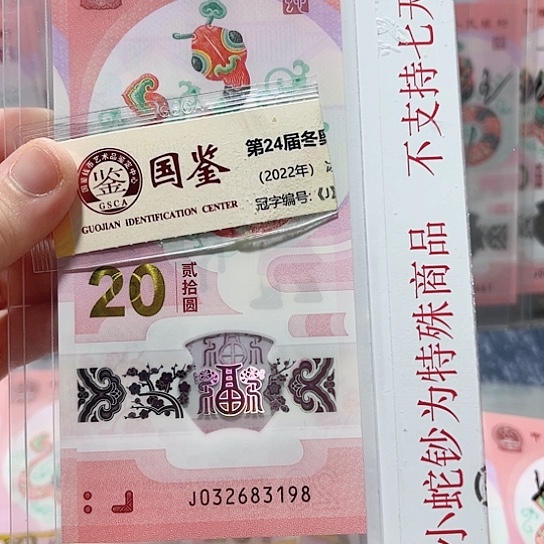 鉴
GSCA
国鉴
GUOJIAN IDENTIFICATION CENTER
第24届冬
(2022年)
冠字编号:《J
20
贰拾圆
福
J032683198
小蛇钞为特殊商品 不支持七天